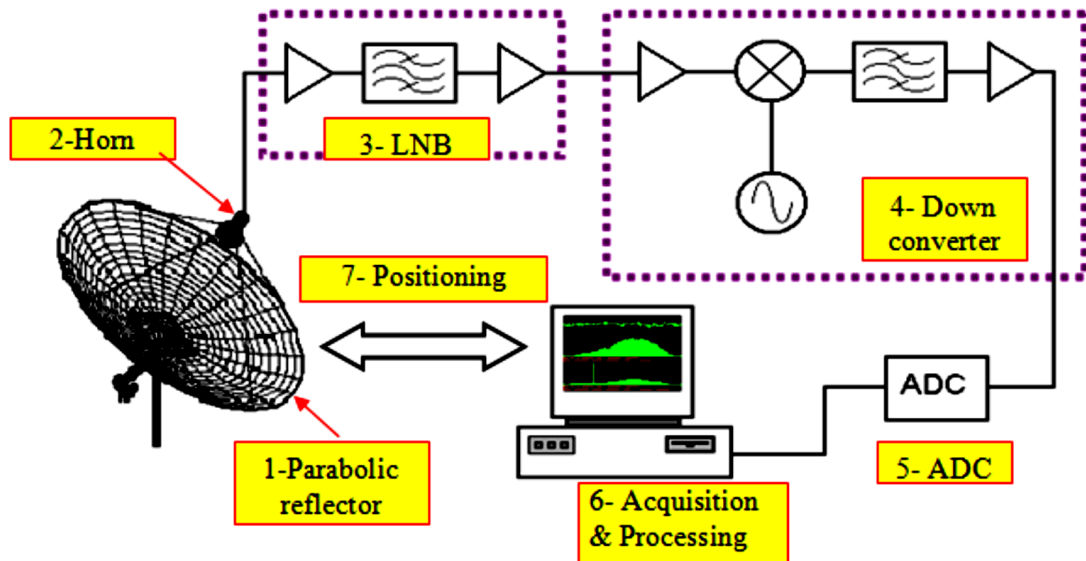 2-Horn
3- LNB
4- Down
converter
7- Positioning
ADC
1-Parabolic
reflector
5- ADC
6- Acquisition
& Processing